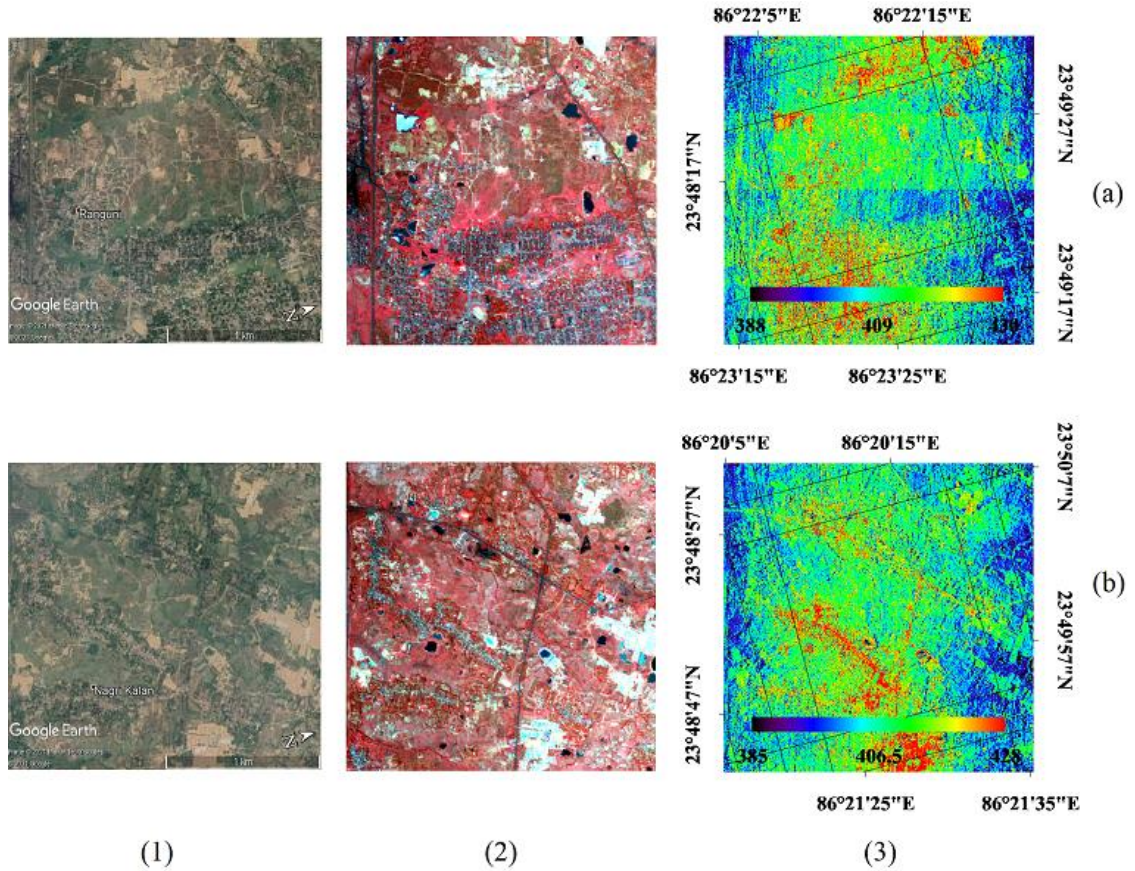 86°22'5"E 86°22'15"E
Ranguni
Google Earth
1 km
N
23°48'17"N
23°49'27"N
23°49'17"N
(a)
388 409 430
86°23'15"E 86°23'25"E
86°20'5"E 86°20'15"E
Nagri Kalan
Google Earth
1 km
N
23°48'57"N
23°48'47"N
23°50'7"N
23°49'57"N
(b)
385 406.5 428
86°21'25"E 86°21'35"E
(1) (2) (3)